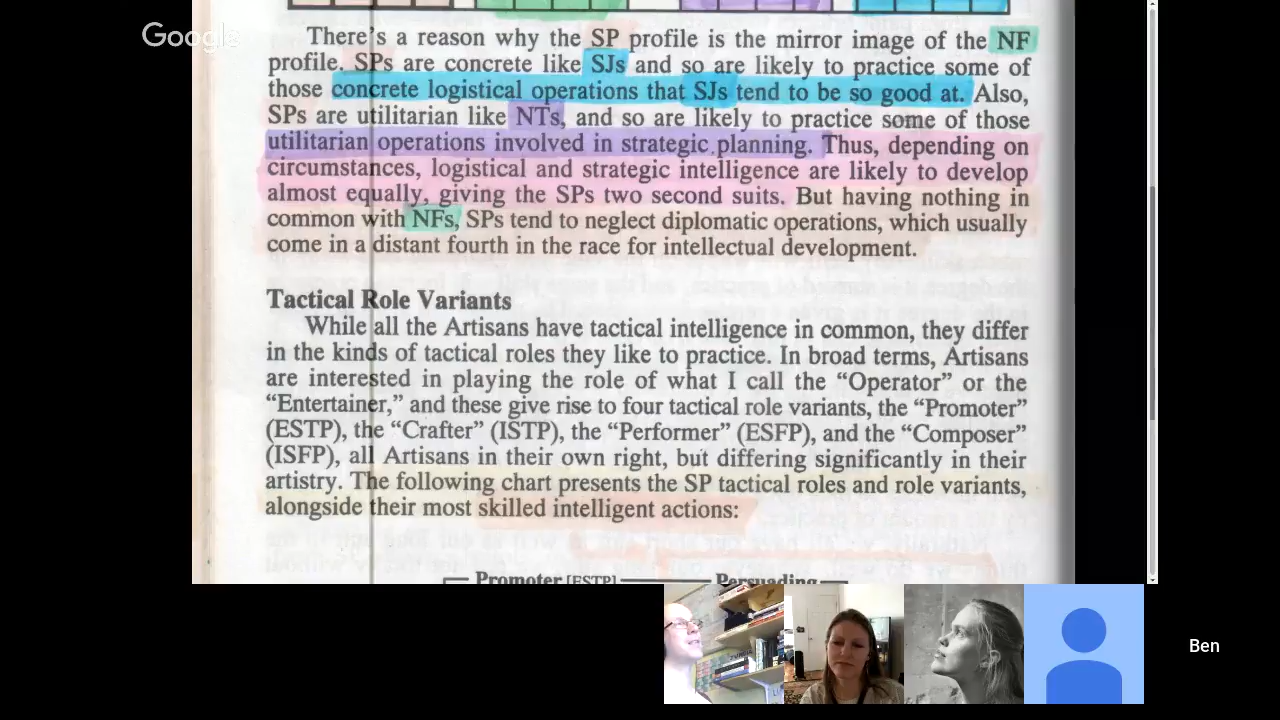 Google
There's a reason why the SP profile is the mirror image of the NF
profile. SPs are concrete like SJs and so are likely to practice some of
those concrete logistical operations that SJs tend to be so good at. Also,
SPs are utilitarian like NTs, and so are likely to practice some of those
utilitarian operations involved in strategic planning. Thus, depending on
circumstances, logistical and strategic intelligence are likely to develop
almost equally, giving the SPs two second suits. But having nothing in
common with NFs, SPs tend to neglect diplomatic operations, which usually
come in a distant fourth in the race for intellectual development.
Tactical Role Variants
While all the Artisans have tactical intelligence in common, they differ
in the kinds of tactical roles they like to practice. In broad terms, Artisans
are interested in playing the role of what I call the “Operator” or the
“Entertainer,” and these give rise to four tactical role variants, the “Promoter”
(ESTP), the “Crafter” (ISTP), the “Performer” (ESFP), and the “Composer”
(ISFP), all Artisans in their own right, but differing significantly in their
artistry. The following chart presents the SP tactical roles and role variants,
alongside their most skilled intelligent actions:
Promoter [ESTP] Persuading
Ben